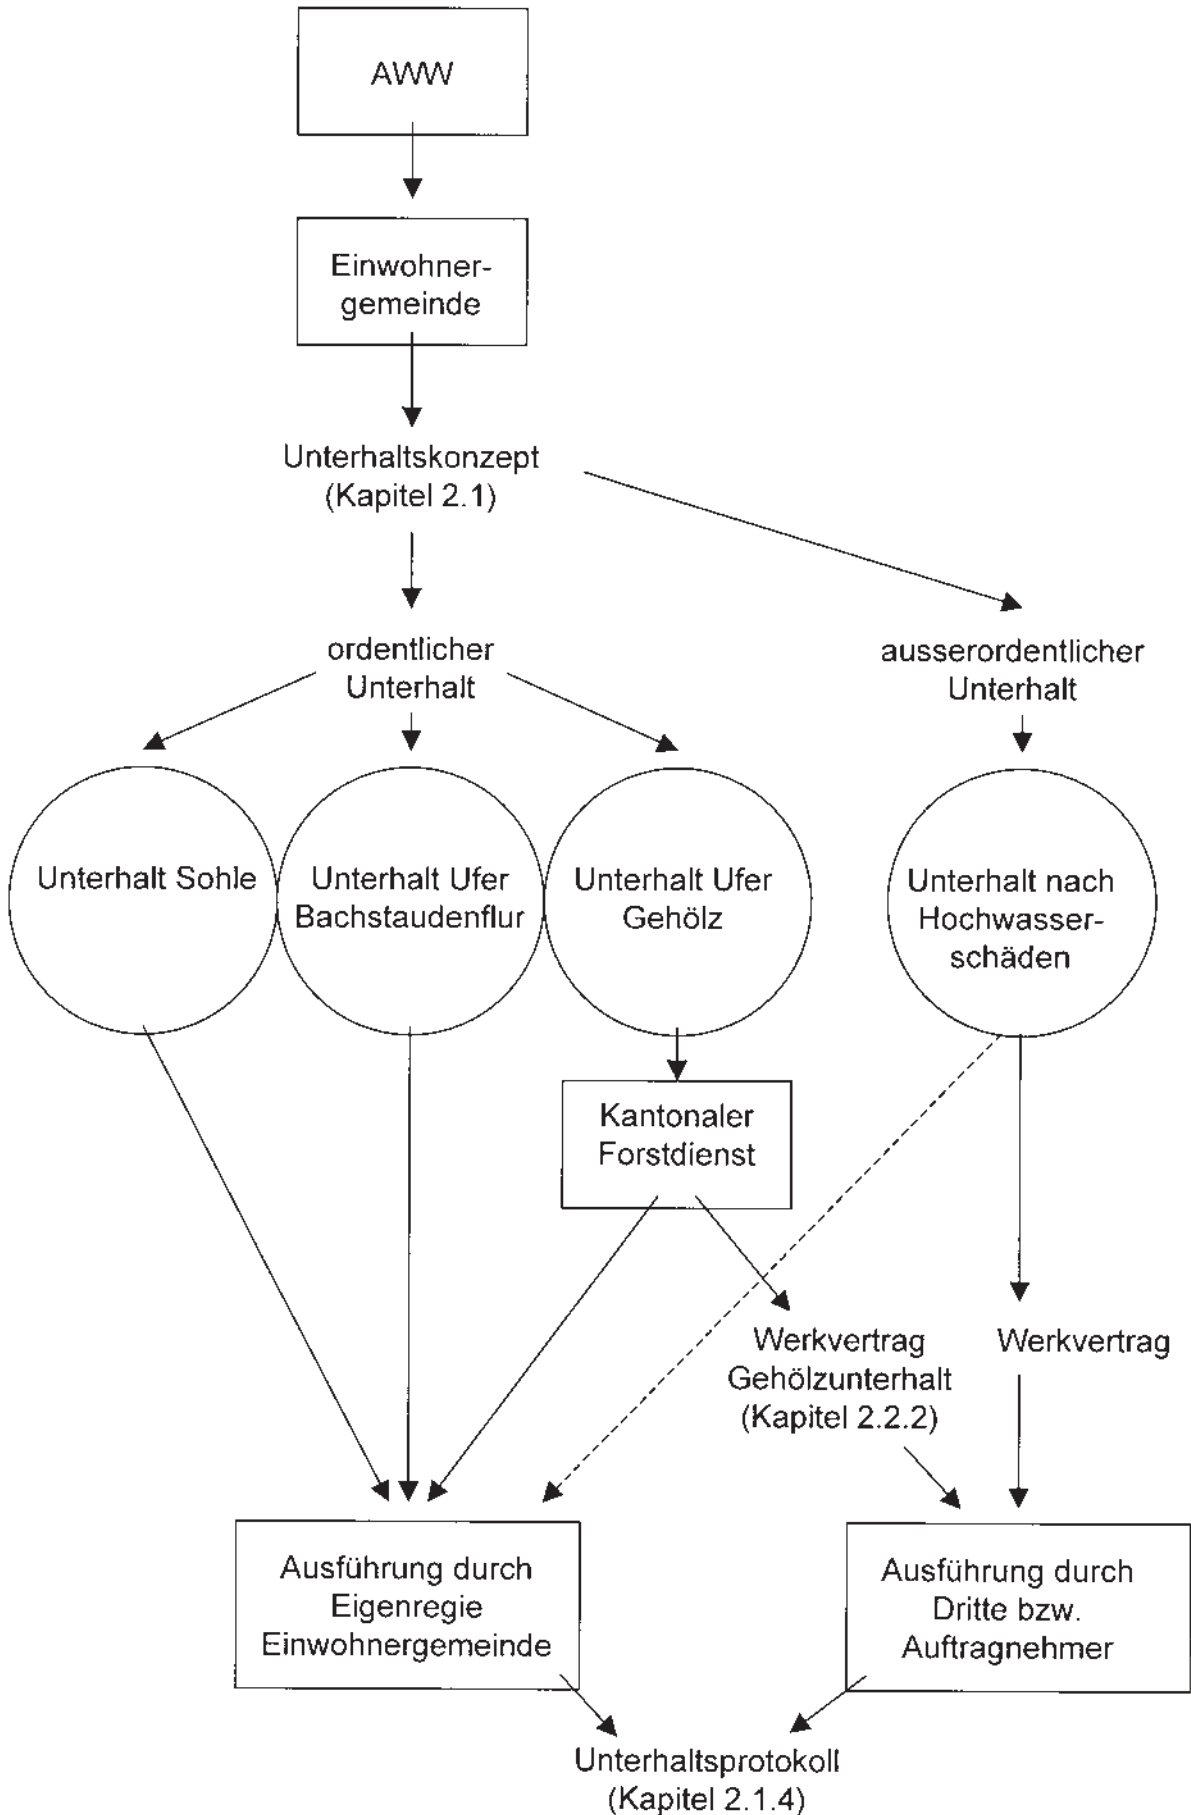 AWW
Einwohner-
gemeinde
Unterhaltskonzept
(Kapitel 2.1)
ordentlicher
Unterhalt
ausserordentlicher
Unterhalt
Unterhalt Sohle
Unterhalt Ufer
Bachstaudenflur
Unterhalt Ufer
Gehölz
Unterhalt nach
Hochwasser-
schäden
Kantonaler
Forstdienst
Werkvertrag
Gehölzunterhalt
(Kapitel 2.2.2)
Werkvertrag
Ausführung durch
Eigenregie
Einwohnergemeinde
Ausführung durch
Dritte bzw.
Auftragnehmer
Unterhaltsprotokoll
(Kapitel 2.1.4)